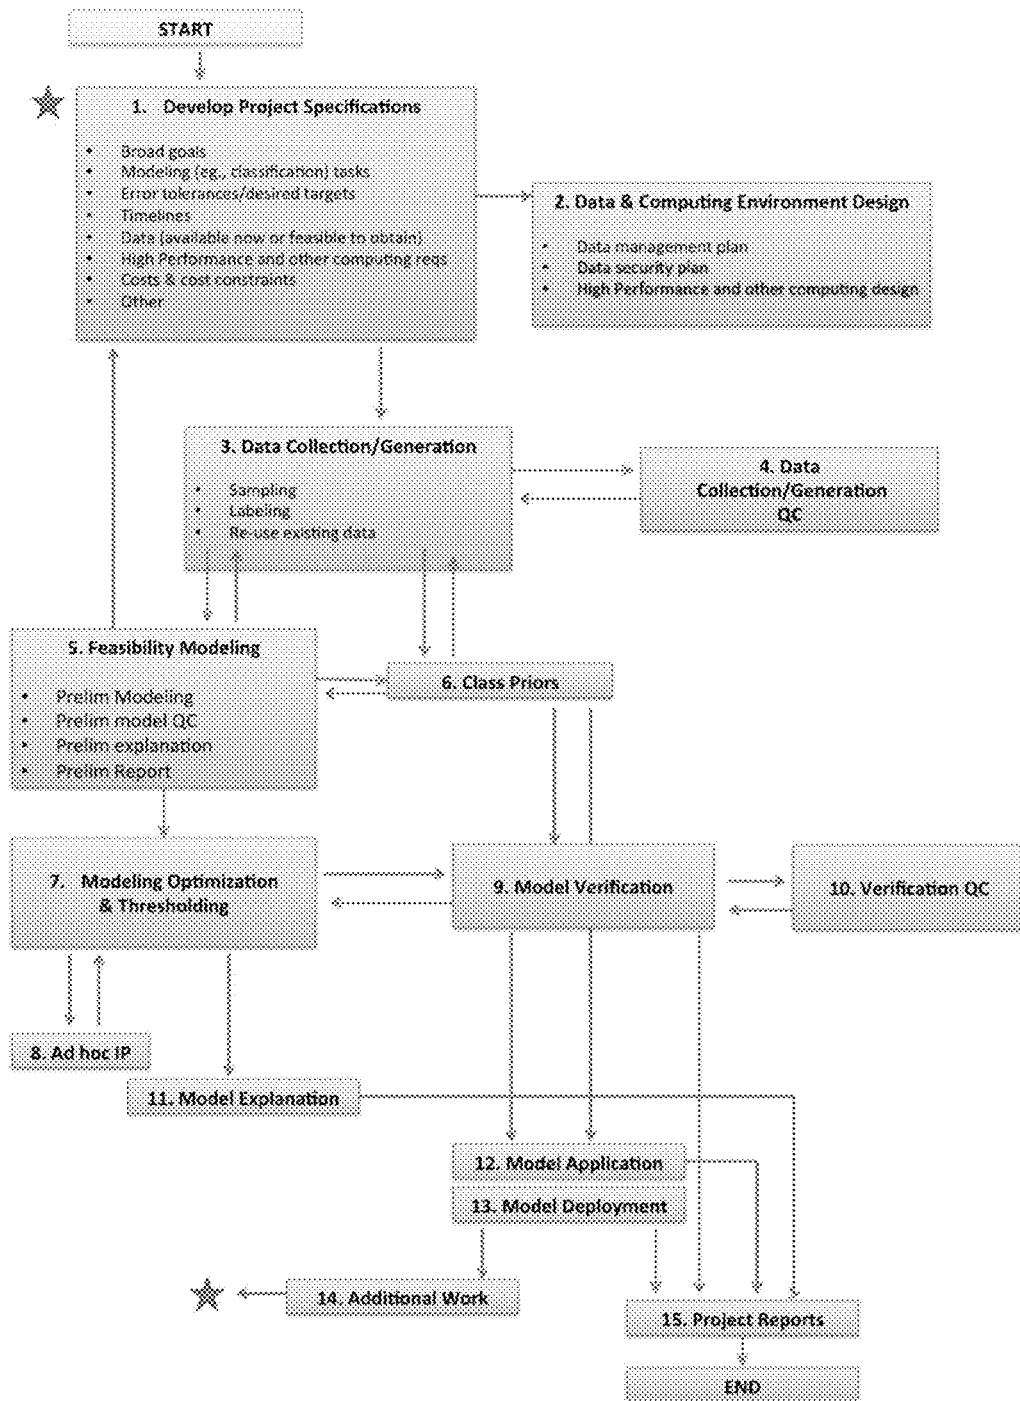 START
1. Develop Project Specifications
• Broad goals
• Modeling (eg., classification) tasks
• Error tolerances/desired targets
• Timelines
• Data (available now or feasible to obtain)
• High Performance and other computing reqs
• Costs & cost constraints
• Other
2. Data & Computing Environment Design
• Data management plan
• Data security plan
• High Performance and other computing design
3. Data Collection/Generation
• Sampling
• Labeling
• Re-use existing data
4. Data
Collection/Generation
QC
5. Feasibility Modeling
• Prelim Modeling
• Prelim model QC
• Prelim explanation
• Prelim Report
6. Class Priors
7. Modeling Optimization
& Thresholding
9. Model Verification
10. Verification QC
8. Ad hoc IP
11. Model Explanation
12. Model Application
13. Model Deployment
14. Additional Work
15. Project Reports
END